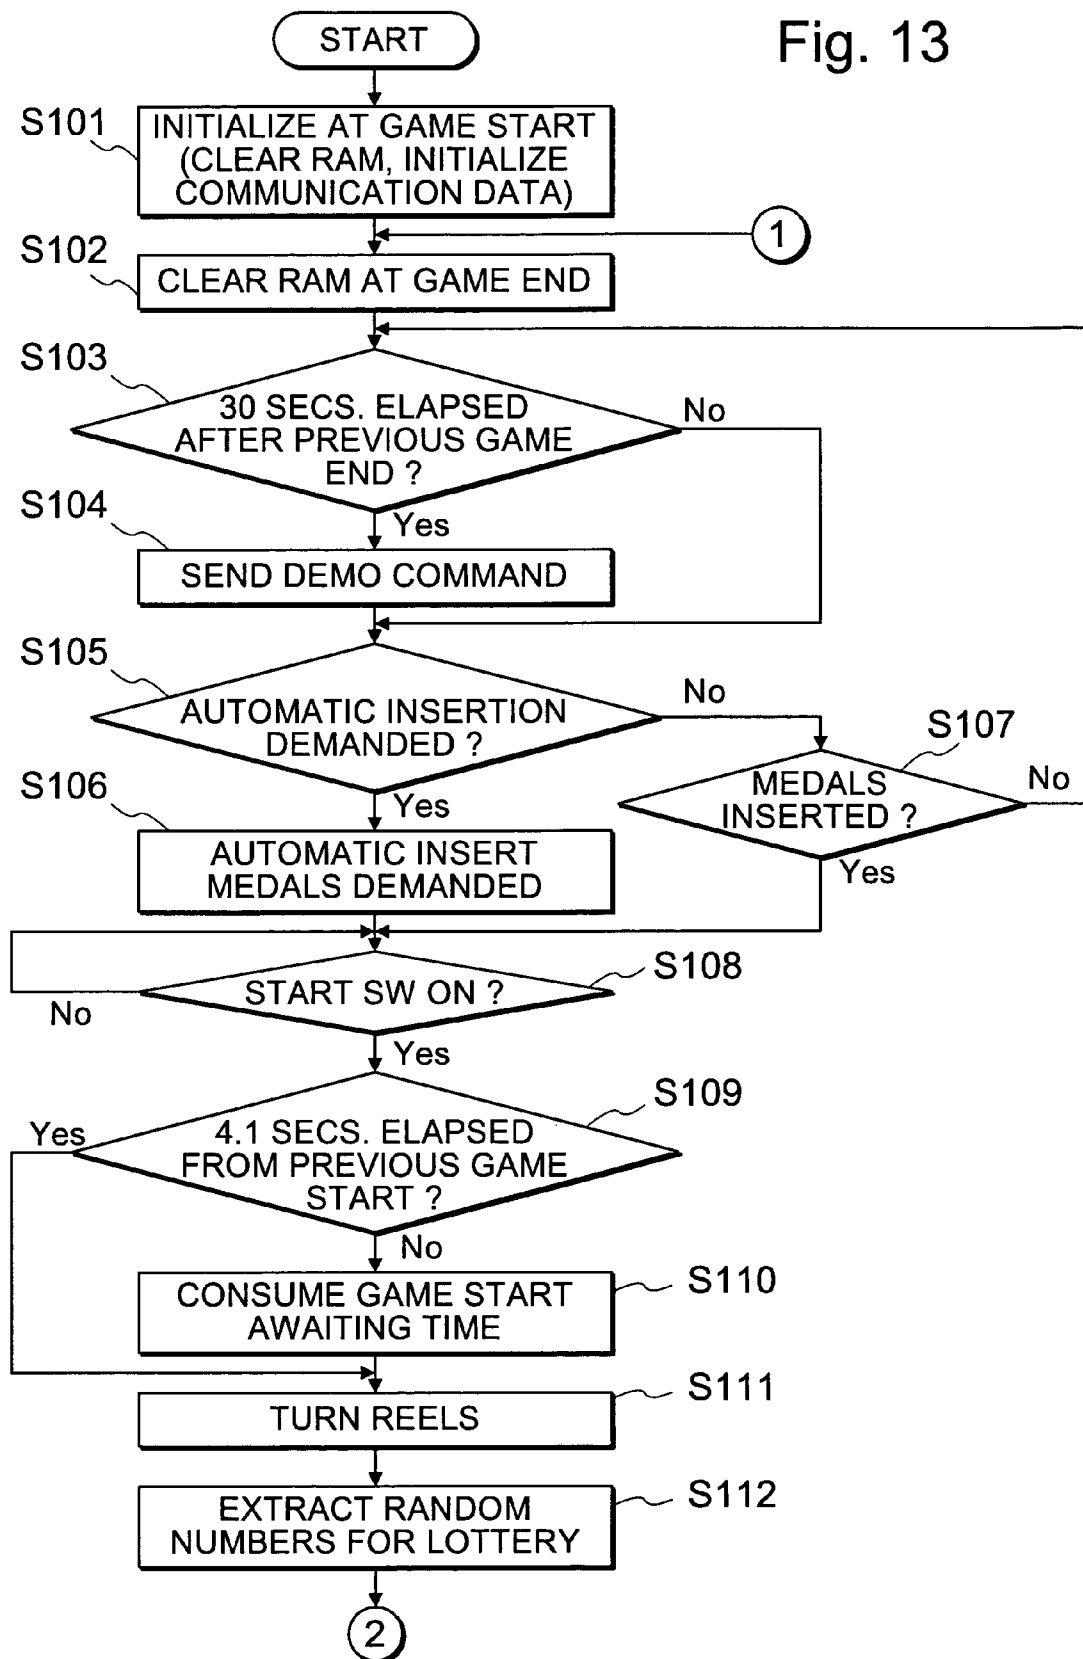 Fig. 13
START
S101
INITIALIZE AT GAME START
(CLEAR RAM, INITIALIZE
COMMUNICATION DATA)
1
S102
CLEAR RAM AT GAME END
S103
30 SECS. ELAPSED
AFTER PREVIOUS GAME
END ?
No
Yes
S104
SEND DEMO COMMAND
S105
AUTOMATIC INSERTION
DEMANDED ?
No
Yes
S107
MEDALS
INSERTED ?
No
Yes
S106
AUTOMATIC INSERT
MEDALS DEMANDED
S108
START SW ON ?
No
Yes
S109
4.1 SECS. ELAPSED
FROM PREVIOUS GAME
START ?
Yes
No
S110
CONSUME GAME START
AWAITING TIME
S111
TURN REELS
S112
EXTRACT RANDOM
NUMBERS FOR LOTTERY
2